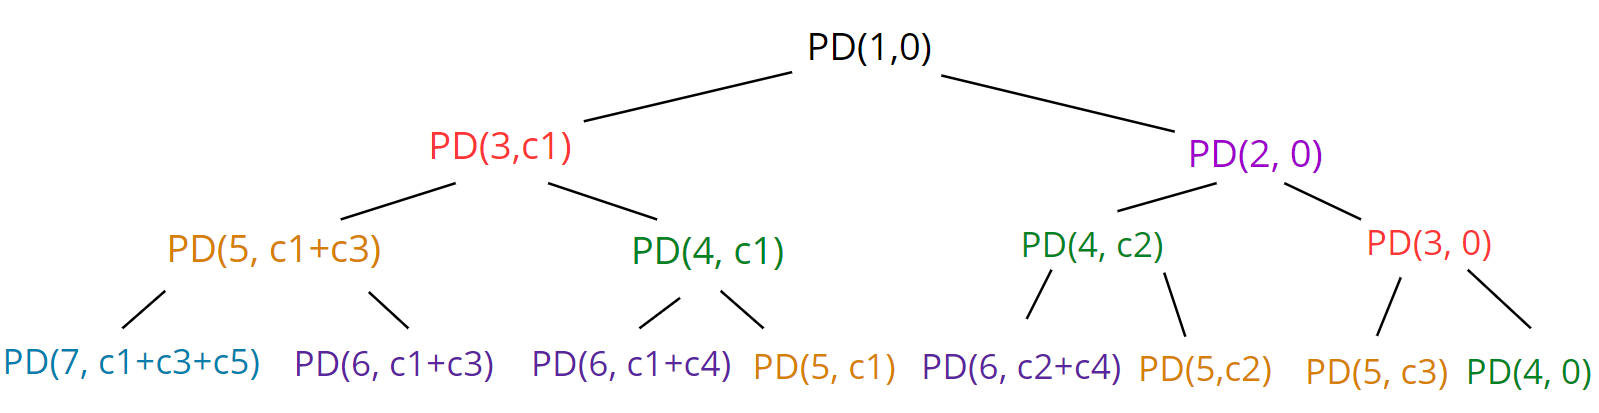 PD(1,0)
PD(3,c1)
PD(2, 0)
PD(5, c1+c3)
PD(4, c1)
PD(4, c2)
PD(3, 0)
PD(7, c1+c3+c5)
PD(6, c1+c3)
PD(6, c1+c4)
PD(5, c1)
PD(6, c2+c4)
PD(5,c2)
PD(5, c3)
PD(4, 0)